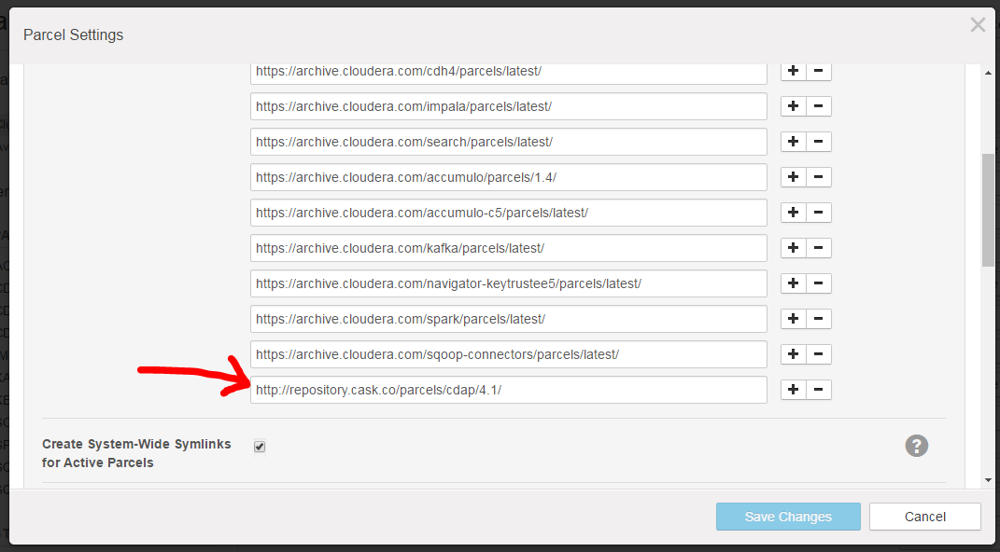 Parcel Settings
https://archive.cloudera.com/cdh4/parcels/latest/
https://archive.cloudera.com/impala/parcels/latest/
https://archive.cloudera.com/search/parcels/latest/
https://archive.cloudera.com/accumulo/parcels/1.4/
https://archive.cloudera.com/accumulo-c5/parcels/latest/
https://archive.cloudera.com/kafka/parcels/latest/
https://archive.cloudera.com/navigator-keytrustee5/parcels/latest/
https://archive.cloudera.com/spark/parcels/latest/
https://archive.cloudera.com/sqoop-connectors/parcels/latest/
http://repository.cask.co/parcels/cdap/4.1/
Create System-Wide Symlinks
for Active Parcels
?
Save Changes
Cancel